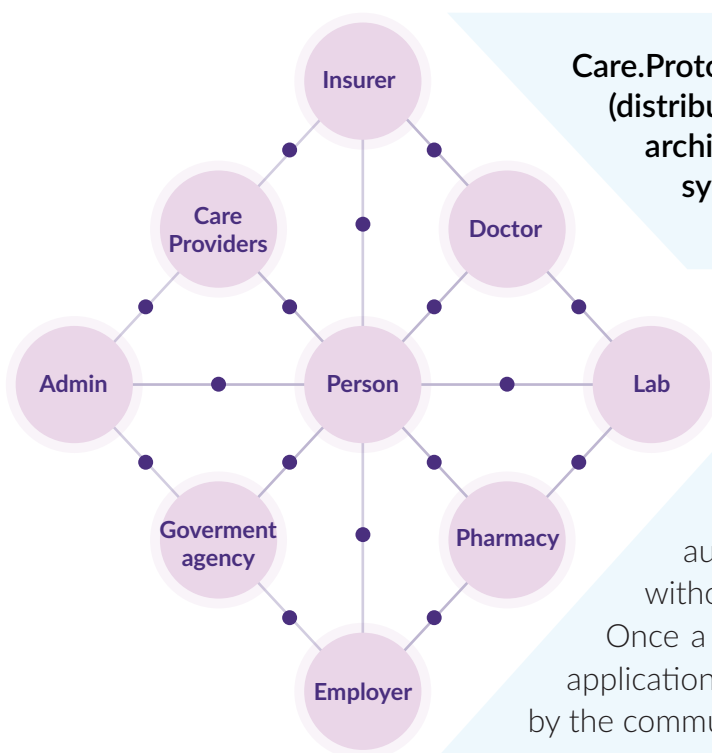 Insurer
Care.Proto
(distribu
archi
sy
Care
Providers
Doctor
Admin
Person
Lab
Goverment
agency
Pharmacy
au
witho
Once a
application
by the commu
Employer